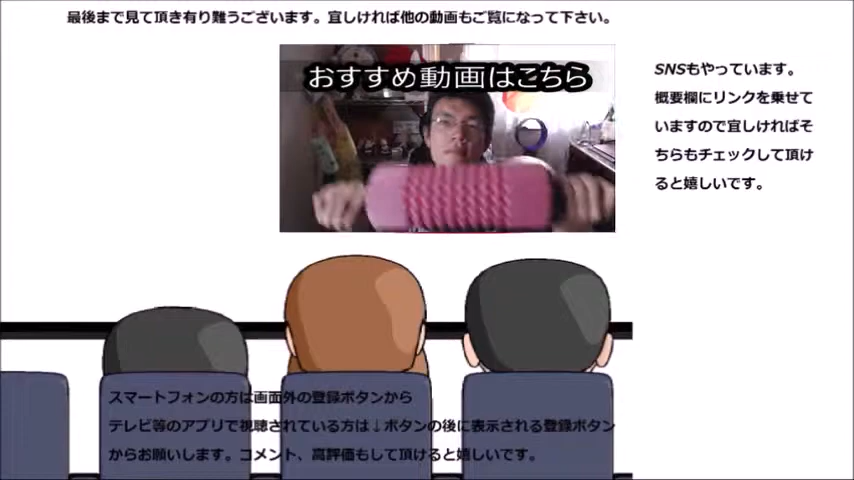 最後まで見て頂き有り難うございます。宜しければ他の動画もご覧になって下さい。
おすすめ動画はこちら
SNSもやっています。
概要欄にリンクを乗せて
いますので宜しければそ
ちらもチェックして頂け
ると嬉しいです。
スマートフォンの方は画面外の登録ボタンから
テレビ等のアプリで視聴されている方は↓ボタンの後に表示される登録ボタン
からお願いします。コメント、高評価もして頂けると嬉しいです。